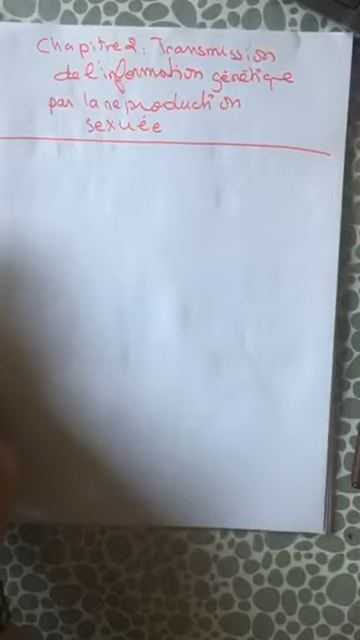 Chapitre 2: Transmission
de l'information génétique
par la reproduction
sexuée